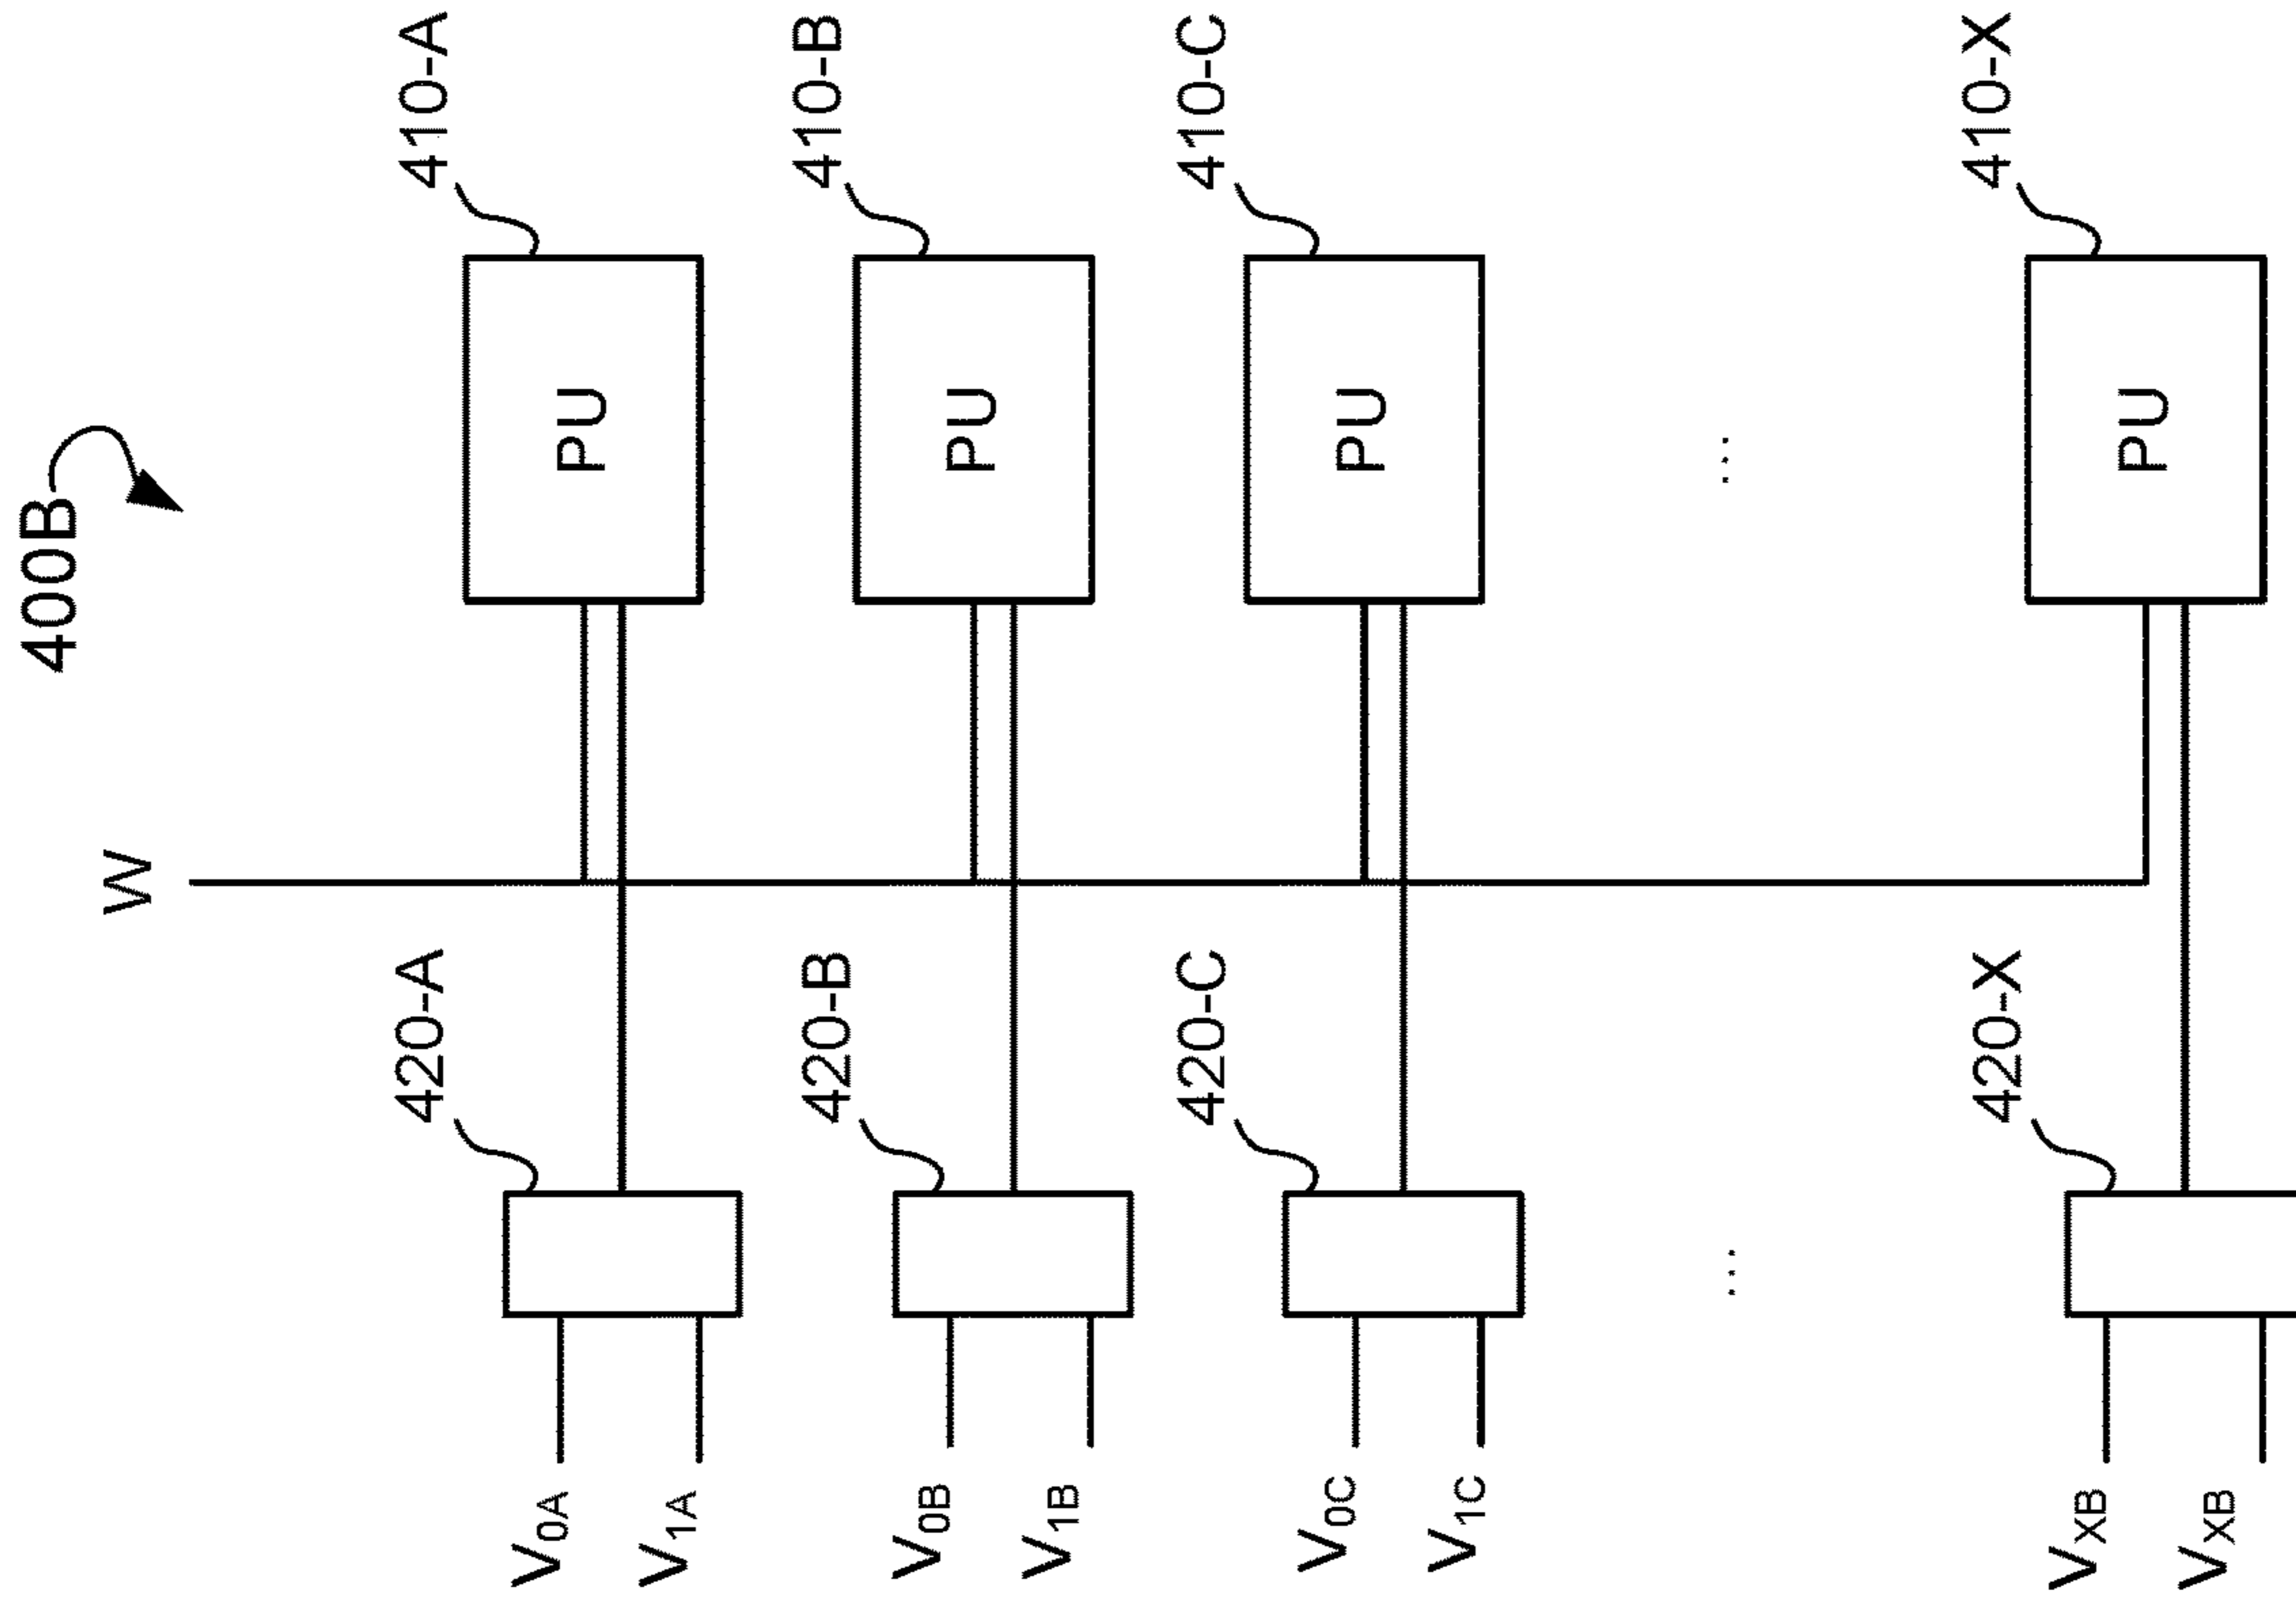 400B
W
V0A
V1A
420-A
PU
410-A
V0B
V1B
420-B
PU
410-B
V0C
V1C
420-C
PU
410-C
...
...
VXB
VXB
420-X
PU
410-X